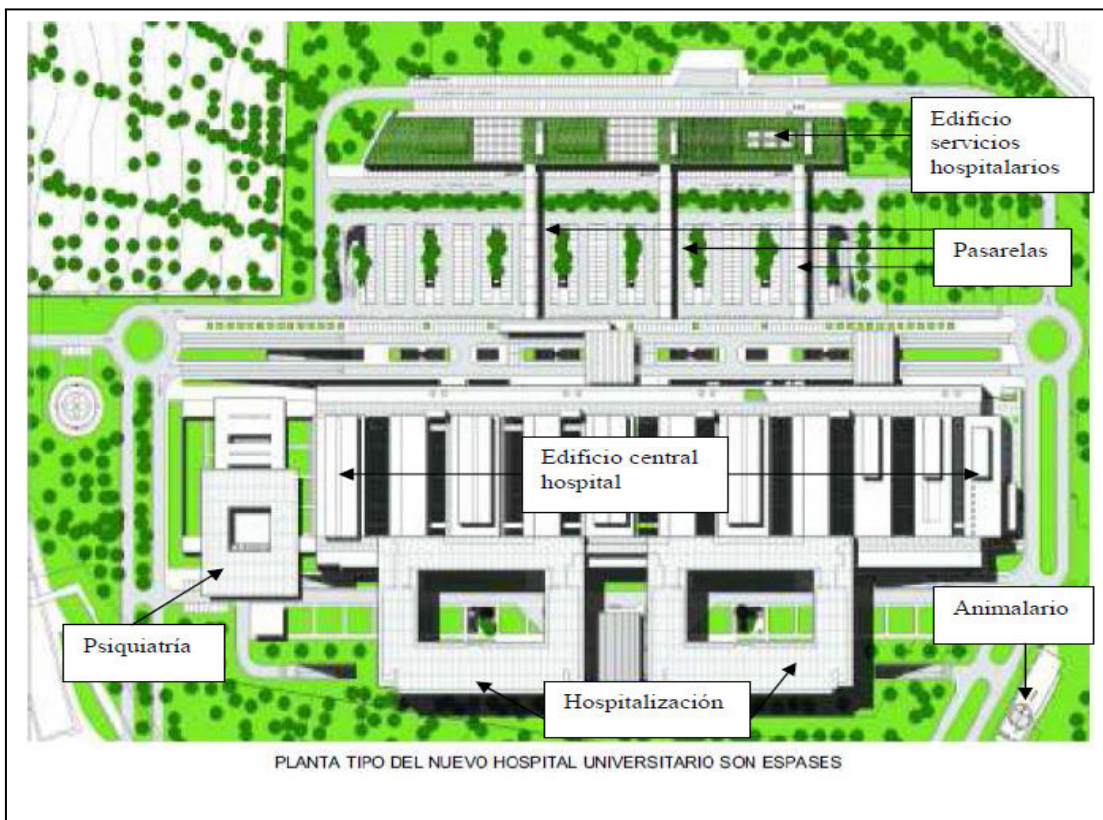 Edificio
servicios
hospitalarios
Pasarelas
Edificio central
hospital
Psiquiatría
Animalario
Hospitalización
PLANTA TIPO DEL NUEVO HOSPITAL UNIVERSITARIO SON ESPASES